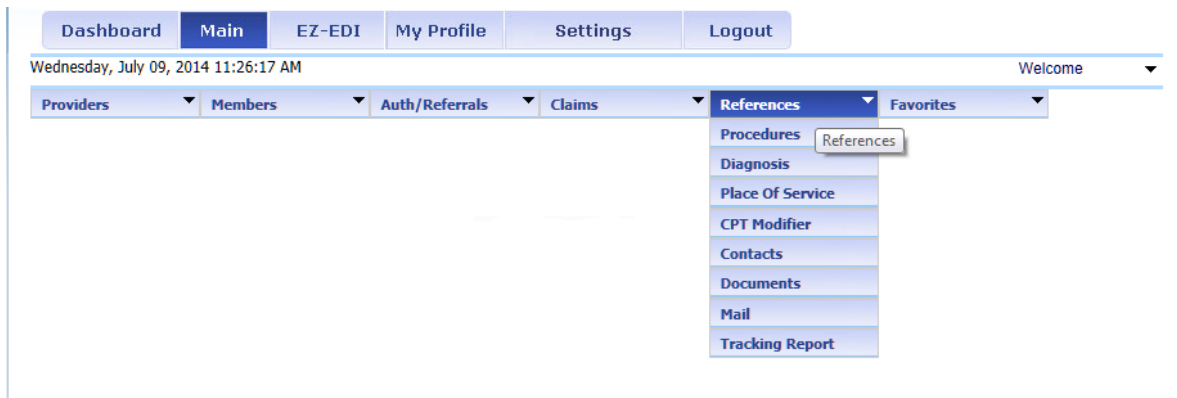 Dashboard Main EZ-EDI My Profile Settings Logout
Wednesday, July 09, 2014 11:26:17 AM Welcome
Providers Members Auth/Referrals Claims References Favorites
Procedures References
Diagnosis
Place Of Service
CPT Modifier
Contacts
Documents
Mail
Tracking Report